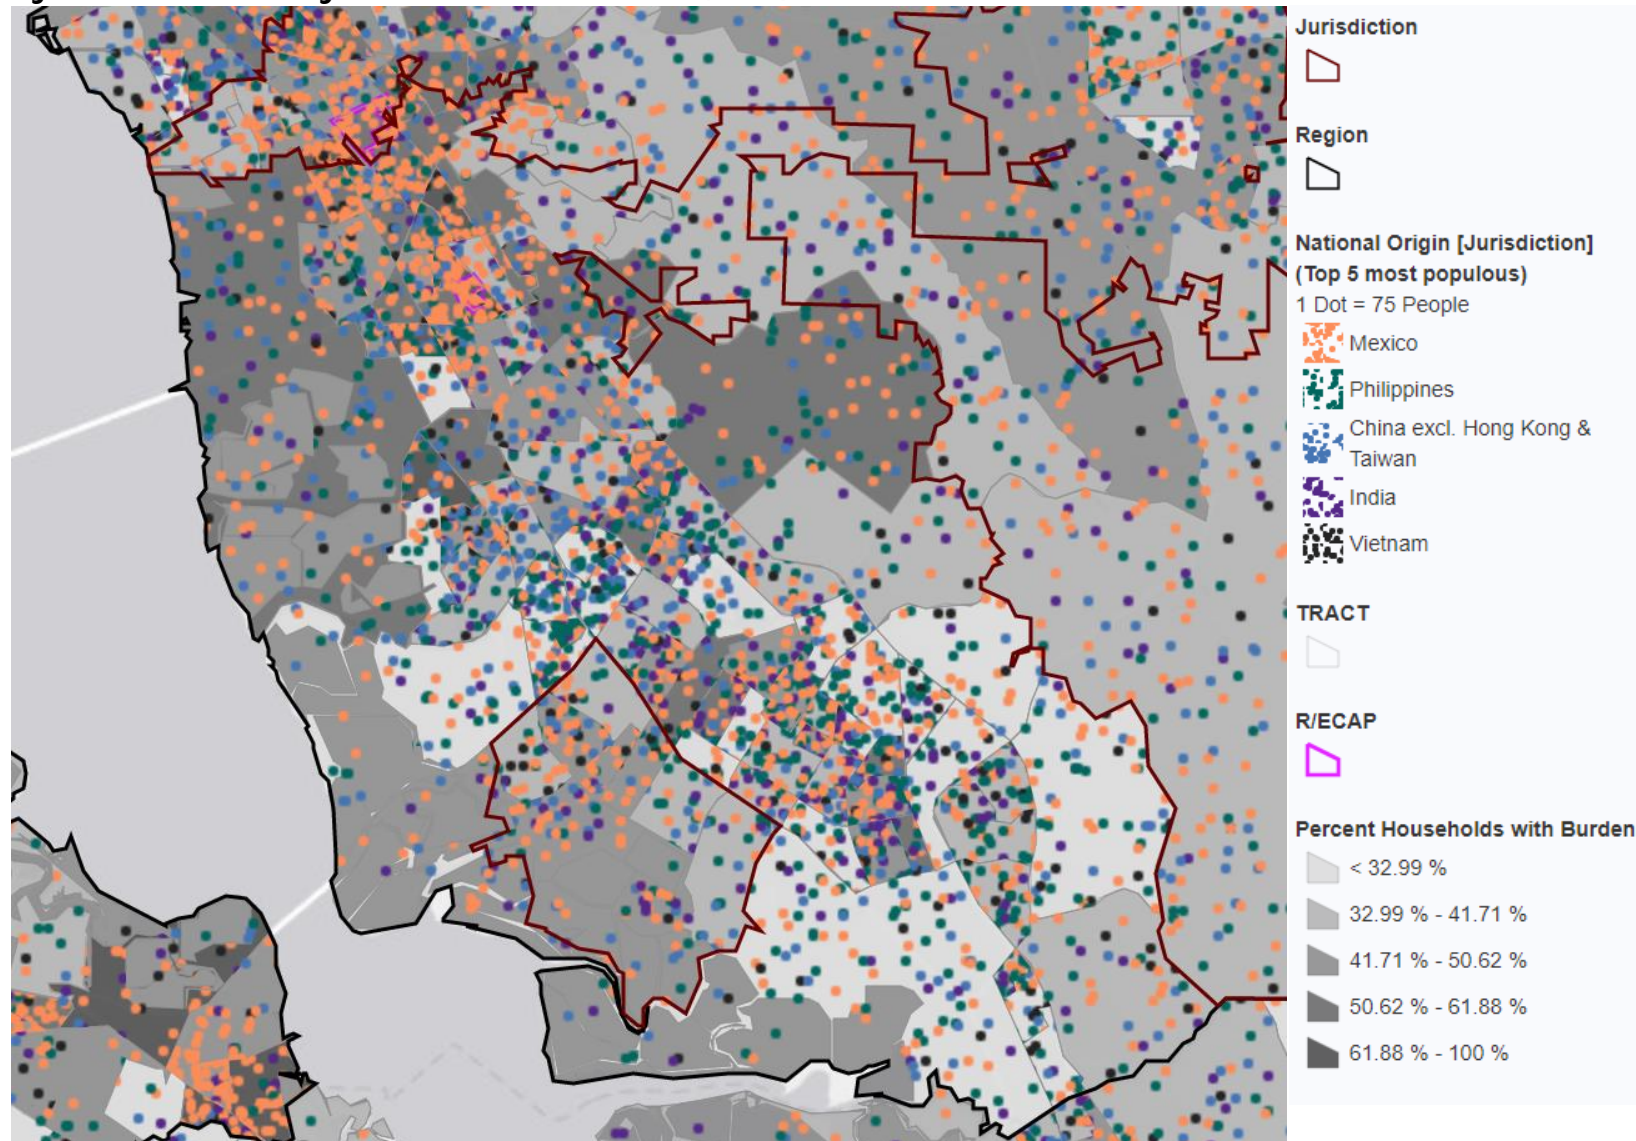 Jurisdiction
Region
National Origin [Jurisdiction]
(Top 5 most populous)
1 Dot = 75 People
Mexico
Philippines
China excl. Hong Kong &
Taiwan
India
Vietnam
TRACT
R/ECAP
Percent Households with Burden
< 32.99 %
32.99 % - 41.71 %
41.71 % - 50.62 %
50.62 % - 61.88 %
61.88 % - 100 %